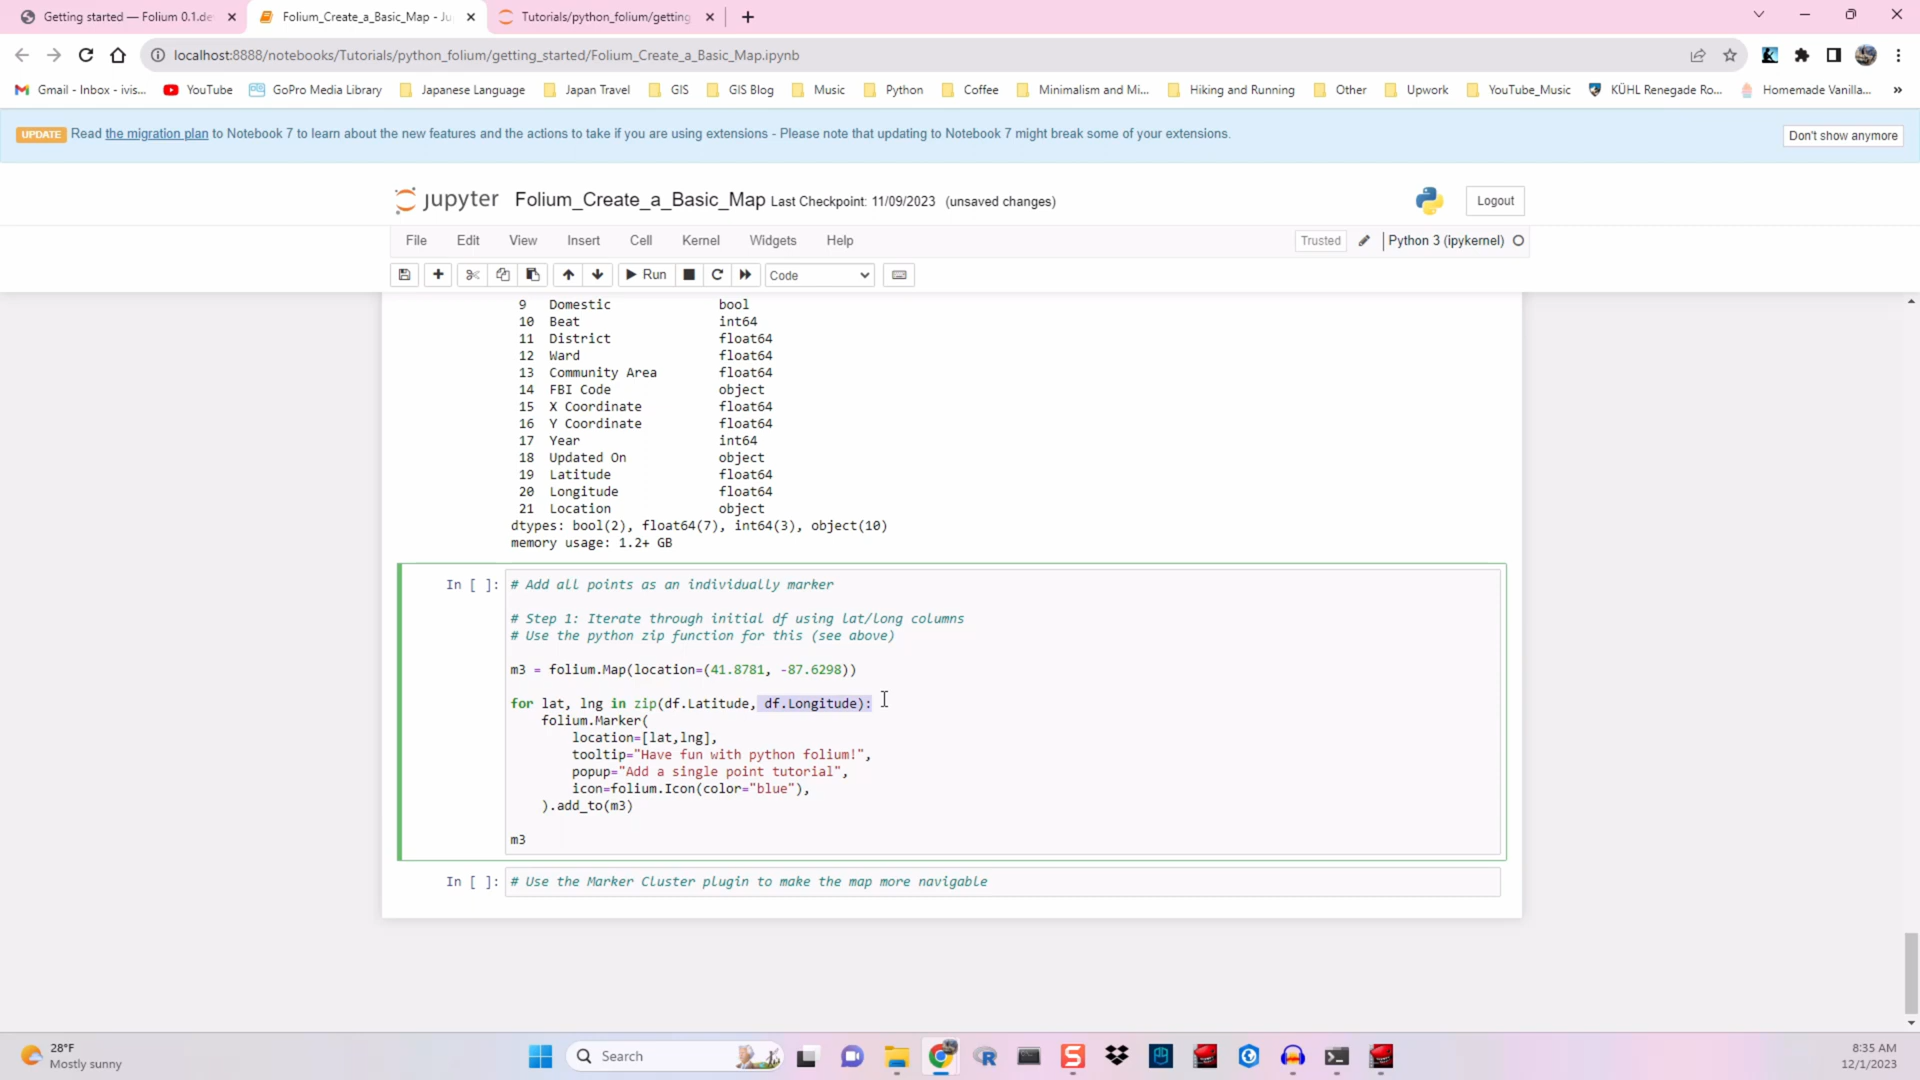 Getting started — Folium 0.1.de
Folium_Create_a_Basic_Map - Ju
Tutorials/python_folium/getting
localhost:8888/notebooks/Tutorials/python_folium/getting_started/Folium_Create_a_Basic_Map.ipynb
Gmail - Inbox - ivis... YouTube GoPro Media Library Japanese Language Japan Travel GIS GIS Blog Music Python Coffee Minimalism and Mi... Hiking and Running Other Upwork YouTube_Music KÜHL Renegade Ro... Homemade Vanilla... »
UPDATE Read the migration plan to Notebook 7 to learn about the new features and the actions to take if you are using extensions - Please note that updating to Notebook 7 might break some of your extensions. Don't show anymore
jupyter Folium_Create_a_Basic_Map Last Checkpoint: 11/09/2023 (unsaved changes) Logout
File Edit View Insert Cell Kernel Widgets Help Trusted Python 3 (ipykernel)
Run Code
9 Domestic bool
10 Beat int64
11 District float64
12 Ward float64
13 Community Area float64
14 FBI Code object
15 X Coordinate float64
16 Y Coordinate float64
17 Year int64
18 Updated On object
19 Latitude float64
20 Longitude float64
21 Location object
dtypes: bool(2), float64(7), int64(3), object(10)
memory usage: 1.2+ GB
In [ ]: # Add all points as an individually marker
# Step 1: Iterate through initial df using lat/long columns
# Use the python zip function for this (see above)
m3 = folium.Map(location=(41.8781, -87.6298))
for lat, lng in zip(df.Latitude, df.Longitude):
folium.Marker(
location=[lat,lng],
tooltip="Have fun with python folium!",
popup="Add a single point tutorial",
icon=folium.Icon(color="blue"),
).add_to(m3)
m3
In [ ]: # Use the Marker Cluster plugin to make the map more navigable
28°F
Mostly sunny
Search
8:35 AM
12/1/2023